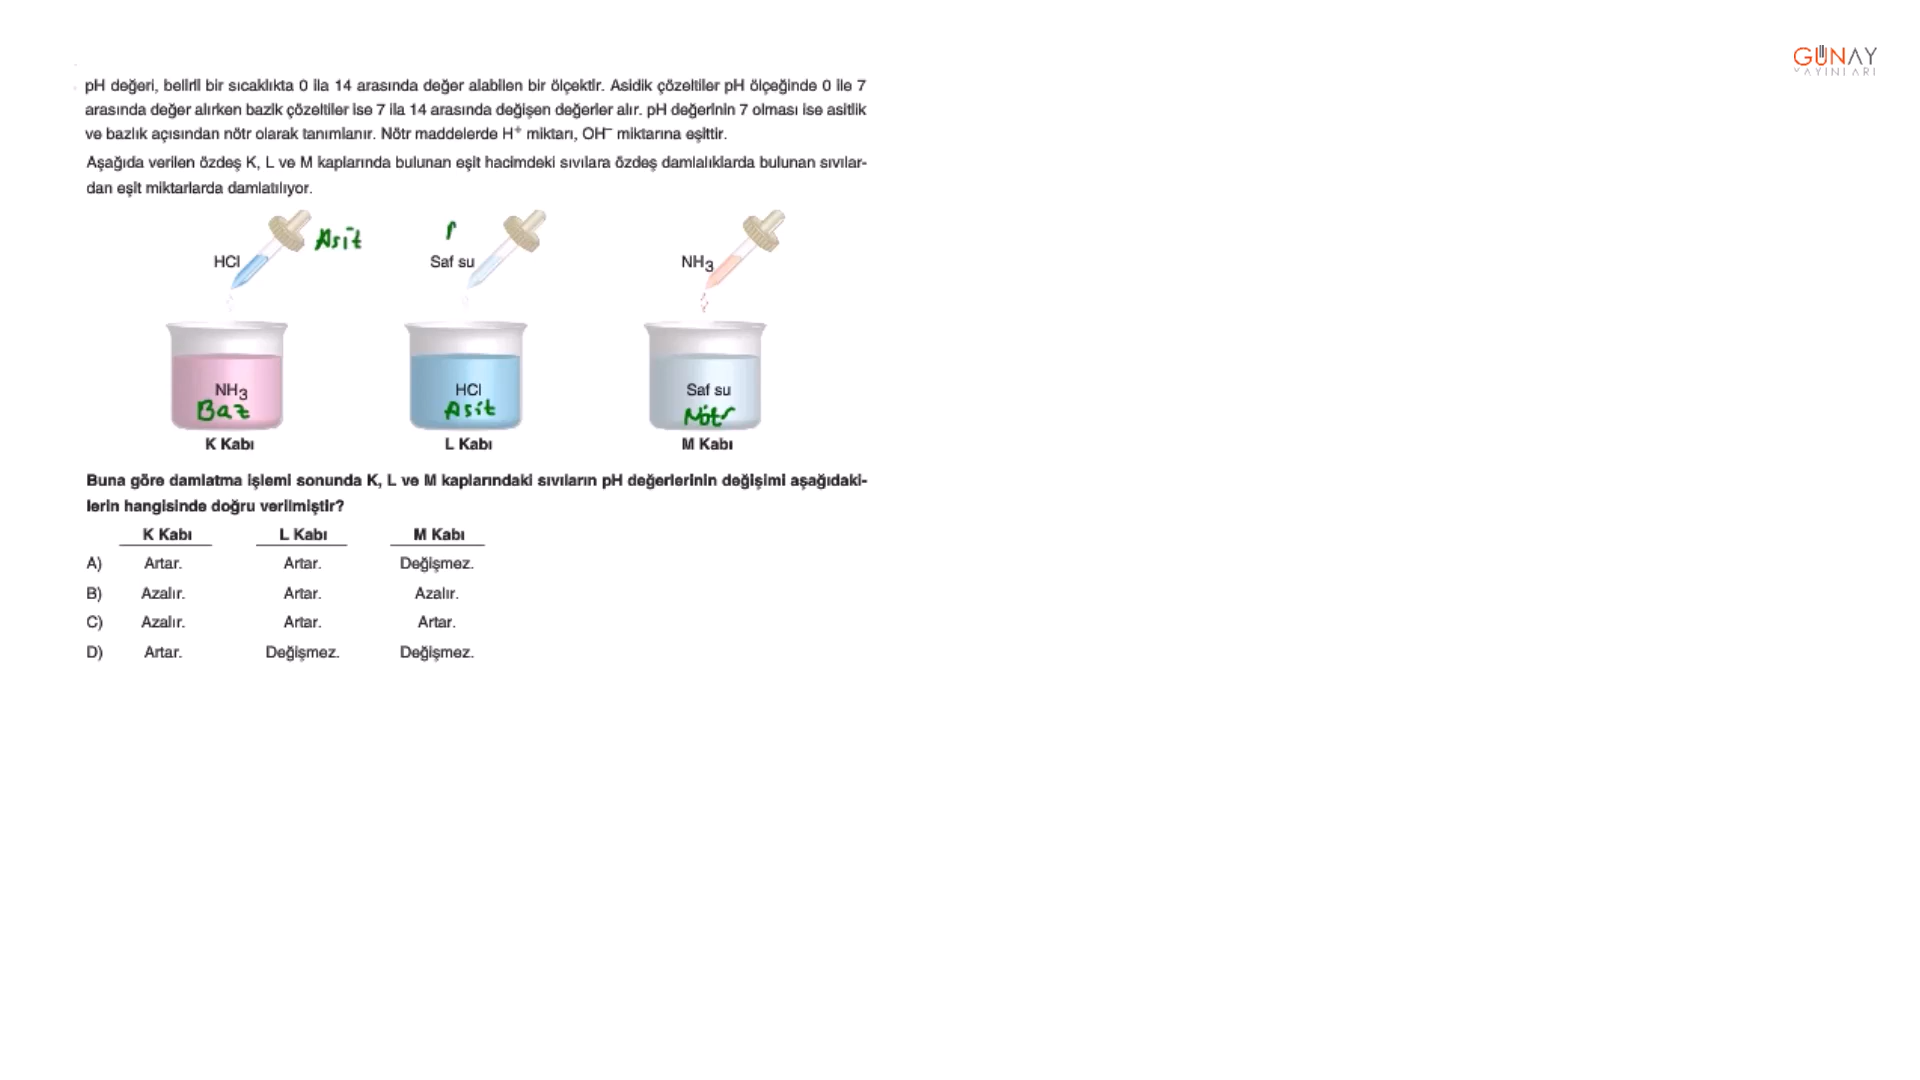 GÜNAY
YAYINLARI
pH değeri, belirli bir sıcaklıkta 0 ila 14 arasında değer alabilen bir ölçektir. Asidik çözeltiler pH ölçeğinde 0 ile 7
arasında değer alırken bazik çözeltiler ise 7 ila 14 arasında değişen değerler alır. pH değerinin 7 olması ise asitlik
ve bazlık açısından nötr olarak tanımlanır. Nötr maddelerde H⁺ miktarı, OH⁻ miktarına eşittir.
Aşağıda verilen özdeş K, L ve M kaplarında bulunan eşit hacimdeki sıvılara özdeş damlalıklarda bulunan sıvılar-
dan eşit miktarlarda damlatılıyor.
HCl Asit Saf su NH3
NH3 HCl Saf su
Baz Asit Nötr
K Kabı L Kabı M Kabı
Buna göre damlatma işlemi sonunda K, L ve M kaplarındaki sıvıların pH değerlerinin değişimi aşağıdaki-
lerin hangisinde doğru verilmiştir?
K Kabı L Kabı M Kabı
A) Artar. Artar. Değişmez.
B) Azalır. Artar. Azalır.
C) Azalır. Artar. Artar.
D) Artar. Değişmez. Değişmez.